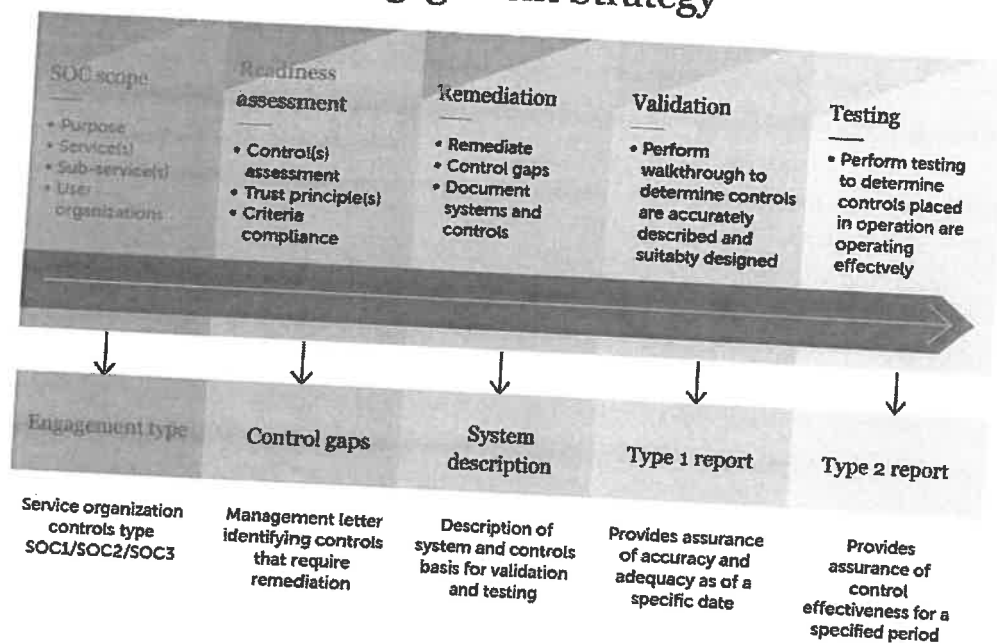 Strategy
SOC scope
• Purpose
• Service(s)
• Sub-service(s)
• User
organizations
Readiness
assessment
• Control(s)
assessment
• Trust principle(s)
• Criteria
compliance
Remediation
• Remediate
• Control gaps
• Document
systems and
controls
Validation
• Perform
walkthrough to
determine controls
are accurately
described and
suitably designed
Testing
• Perform testing
to determine
controls placed
in operation are
operating
effectvely
Engagement type
Control gaps
System
description
Type 1 report
Type 2 report
Service organization
controls type
SOC1/SOC2/SOC3
Management letter
identifying controls
that require
remediation
Description of
system and controls
basis for validation
and testing
Provides assurance
of accuracy and
adequacy as of a
specific date
Provides
assurance of
control
effectiveness for a
specified period